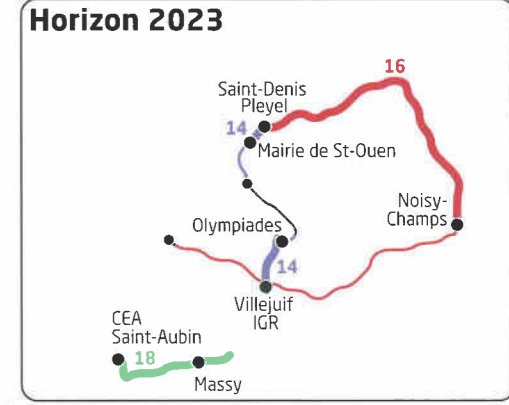 Horizon 2023
16
Saint-Denis
Pleyel
14
Mairie de St-Ouen
Noisy-
Champs
Olympiades
14
Villejuif
IGR
CEA
Saint-Aubin
18
Massy